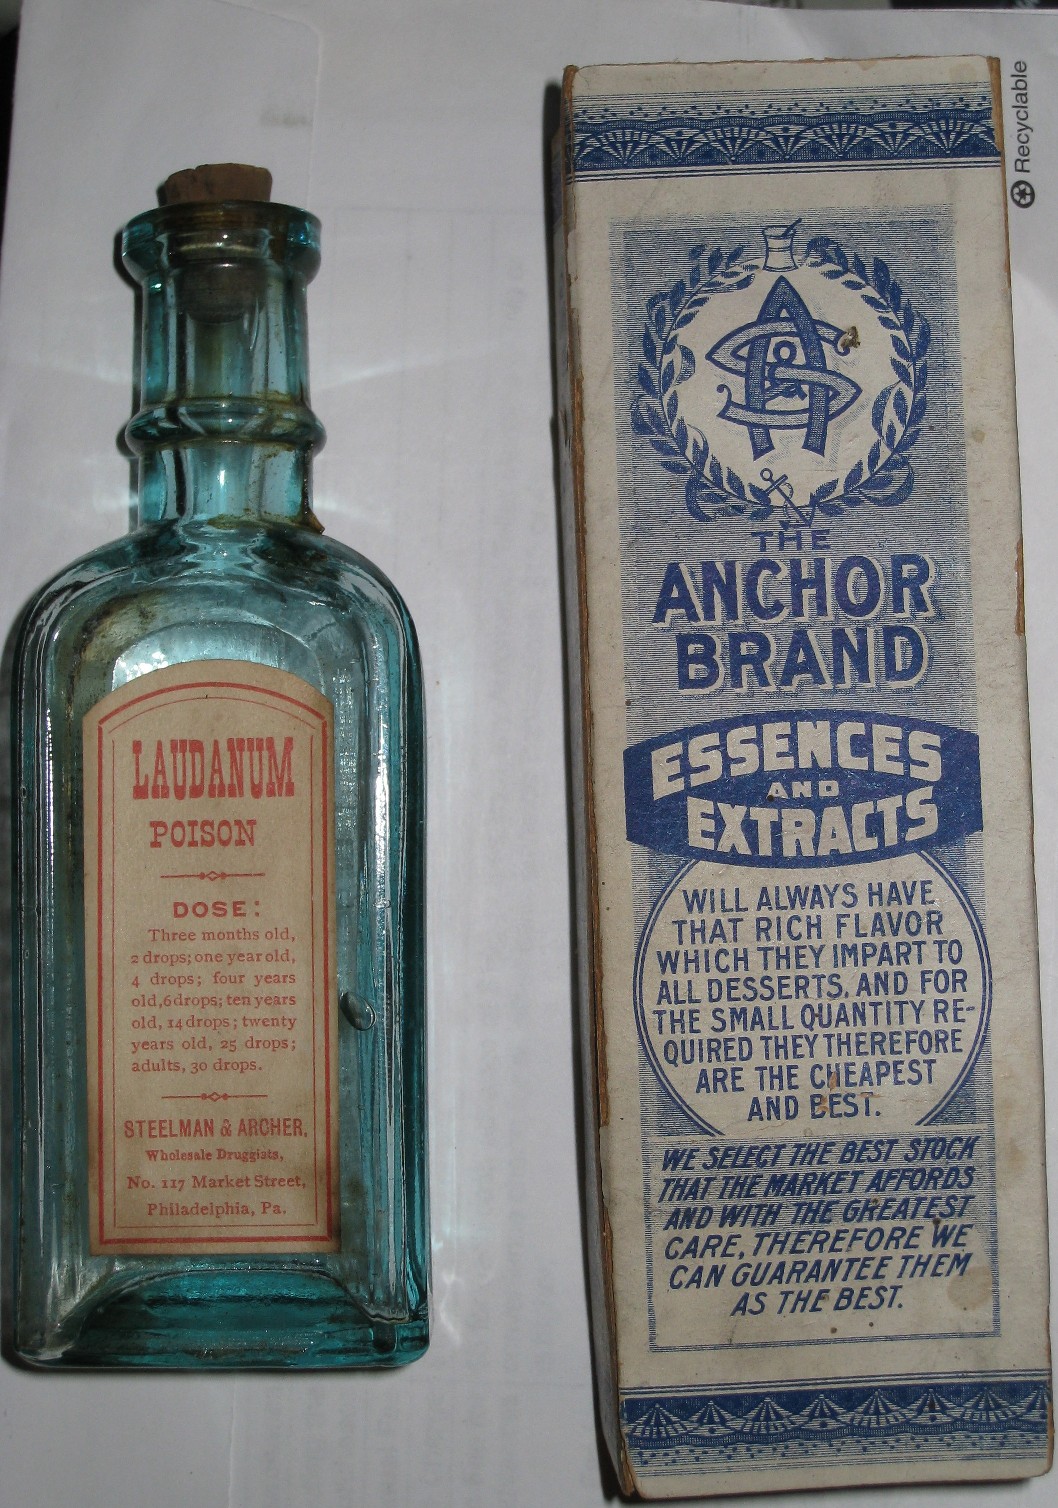 LAUDANUM
POISON
DOSE:
Three months old,
2 drops; one year old,
4 drops; four years
old, 6 drops; ten years
old, 14 drops; twenty
years old, 25 drops;
adults, 30 drops.
STEELMAN & ARCHER,
Wholesale Druggists,
No. 117 Market Street,
Philadelphia, Pa.
THE
ANCHOR
BRAND
ESSENCES
AND
EXTRACTS
WILL ALWAYS HAVE
THAT RICH FLAVOR
WHICH THEY IMPART TO
ALL DESSERTS, AND FOR
THE SMALL QUANTITY RE-
QUIRED THEY THEREFORE
ARE THE CHEAPEST
AND BEST.
WE SELECT THE BEST STOCK
THAT THE MARKET AFFORDS
AND WITH THE GREATEST
CARE, THEREFORE WE
CAN GUARANTEE THEM
AS THE BEST.
Recyclable